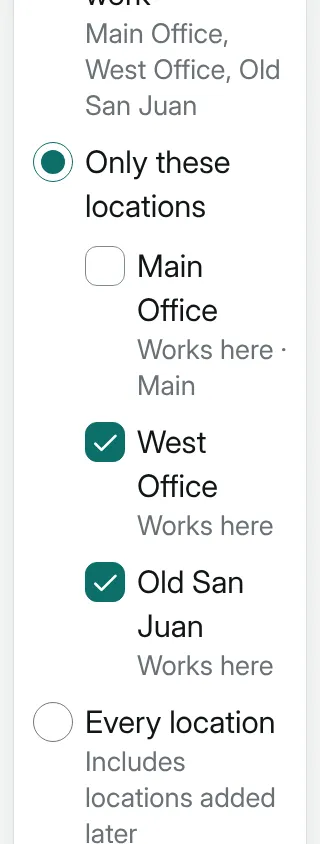 work
Main Office,
West Office, Old
San Juan
Only these
locations
Main
Office
Works here ·
Main
West
Office
Works here
Old San
Juan
Works here
Every location
Includes
locations added
later